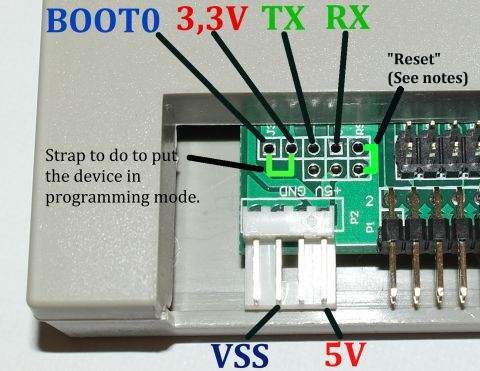 BOOT0 3,3V TX RX
"Reset"
(See notes)
Strap to do to put
the device in
programming mode.
+5V GND
P2
P1
2
VSS 5V